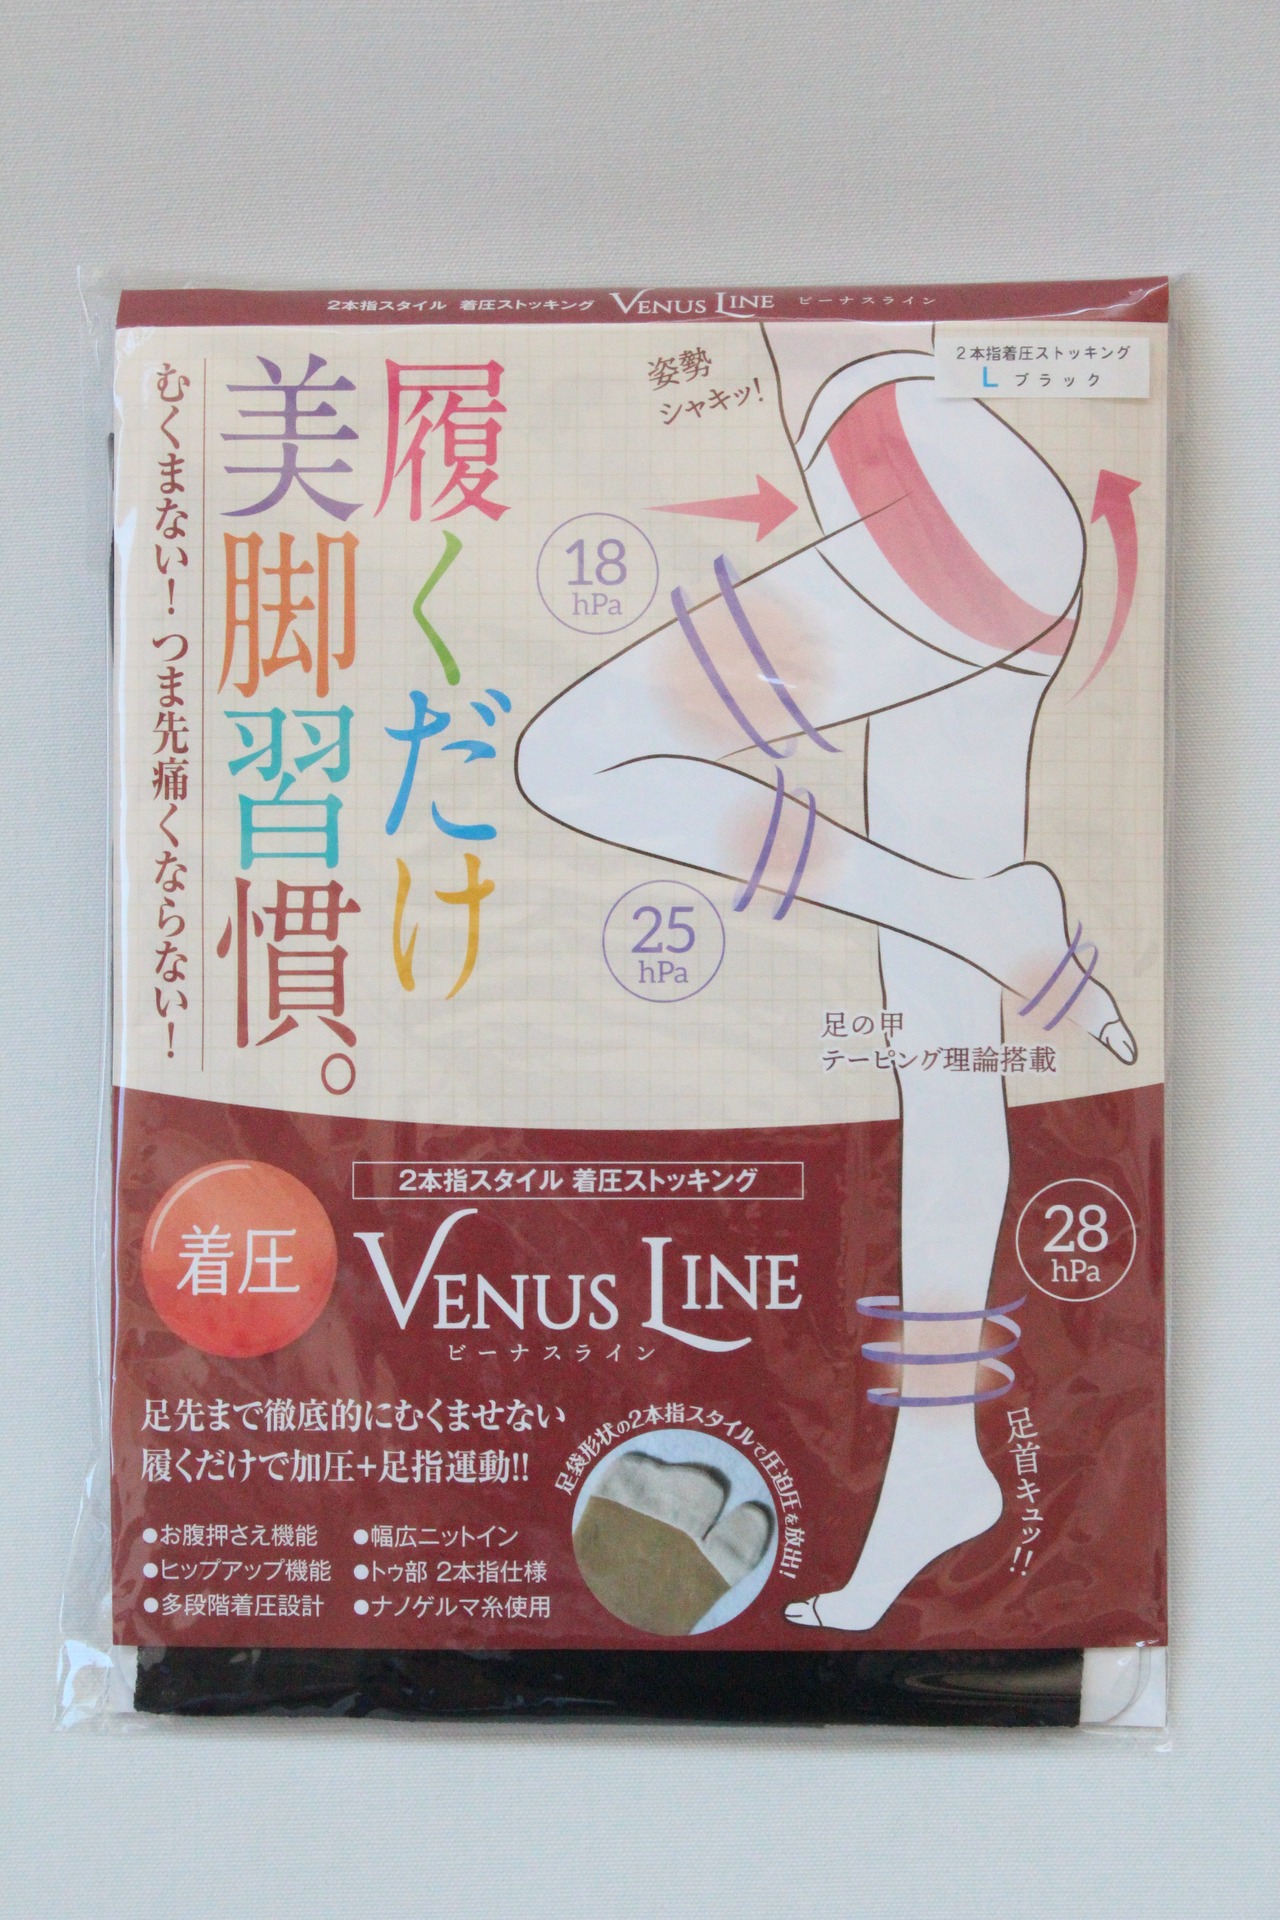 2本指スタイル 着圧ストッキング VENUS LINE ビーナスライン
2本指着圧ストッキング
L ブラック
履くだけ
美脚習慣。
むくまない！つま先痛くならない！
姿勢
シャキッ！
18
hPa
25
hPa
足の甲
テーピング理論搭載
2本指スタイル 着圧ストッキング
着圧
VENUS LINE
ビーナスライン
28
hPa
足首キュッ!!
足先まで徹底的にむくませない
履くだけで加圧+足指運動!!
足袋形状の2本指スタイルで圧迫圧を放出!
●お腹押さえ機能
●ヒップアップ機能
●多段階着圧設計
●幅広ニットイン
●トゥ部 2本指仕様
●ナノゲルマ糸使用